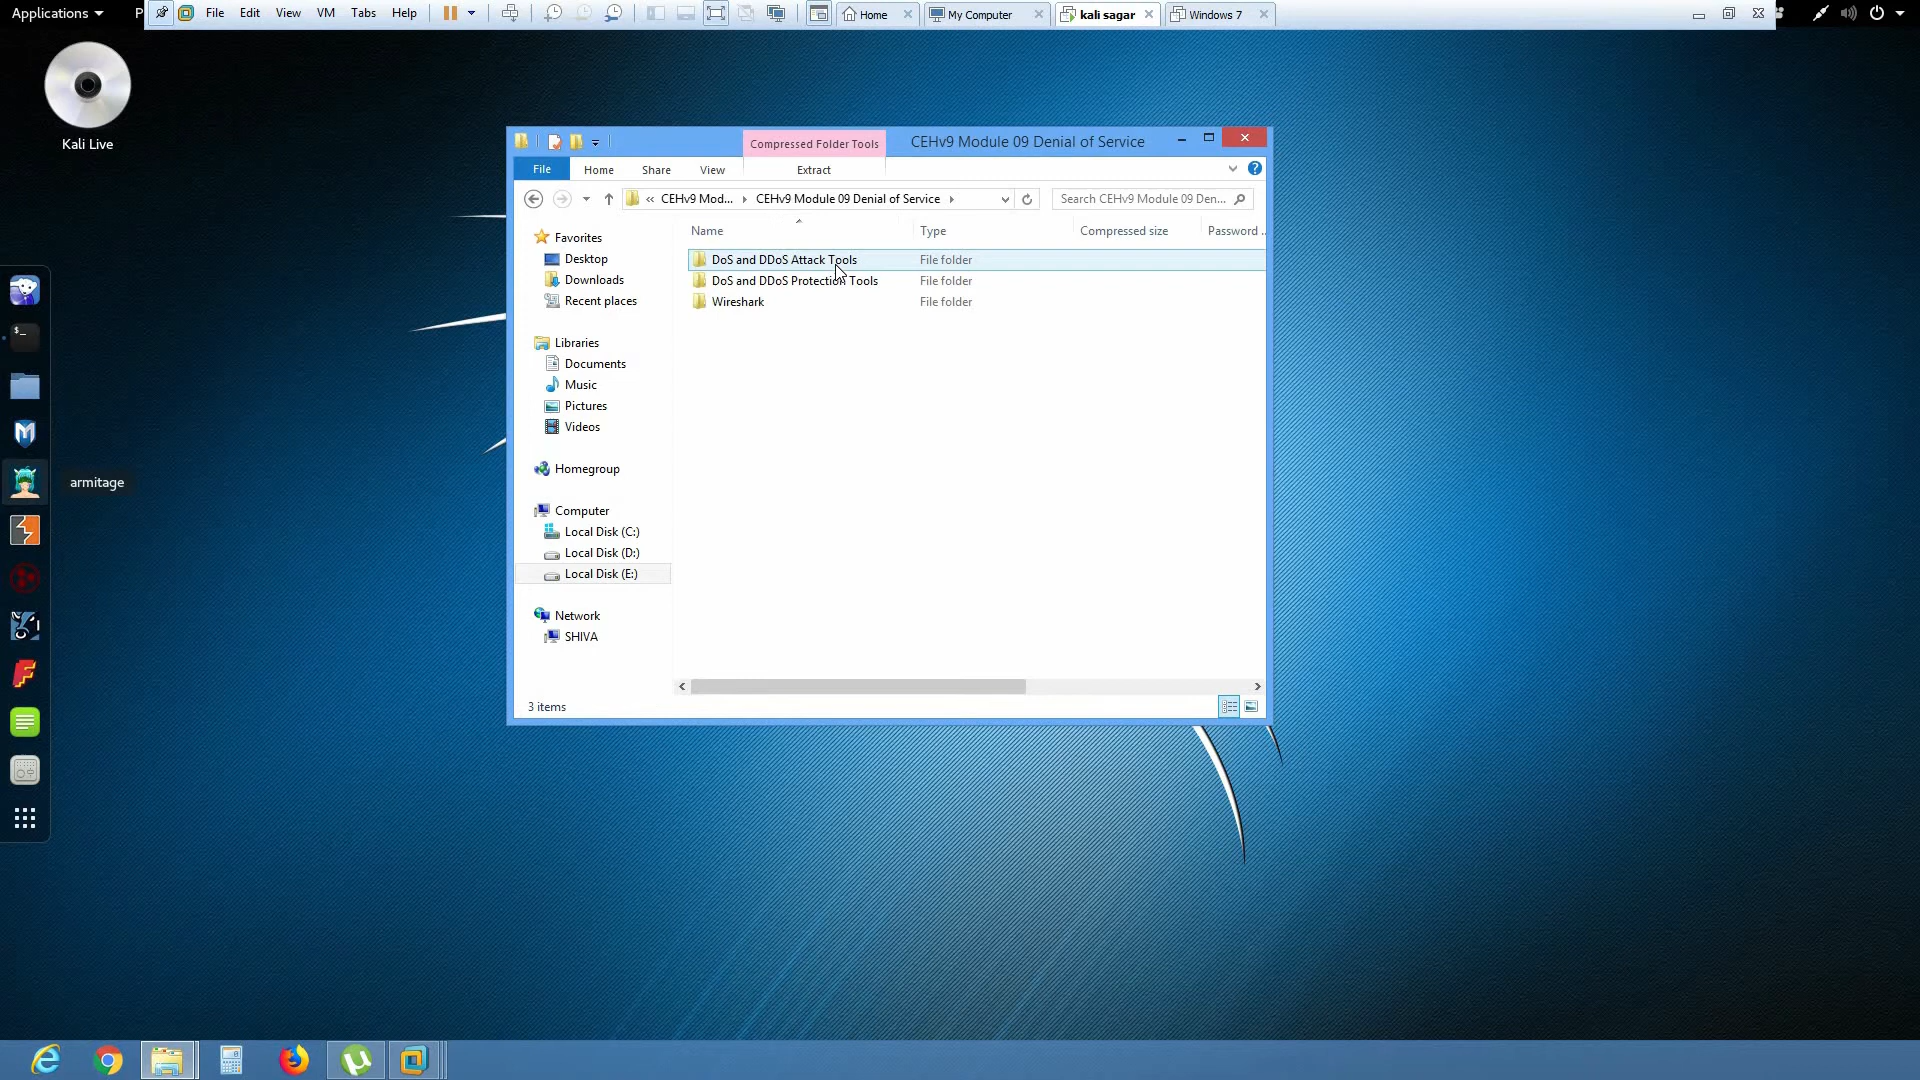 Applications
P
File Edit View VM Tabs Help
Home
My Computer
kali sagar
Windows 7
Kali Live
armitage
Compressed Folder Tools
CEHv9 Module 09 Denial of Service
File Home Share View Extract
« CEHv9 Mod... CEHv9 Module 09 Denial of Service
Search CEHv9 Module 09 Den...
Name Type Compressed size Password ...
DoS and DDoS Attack Tools File folder
DoS and DDoS Protection Tools File folder
Wireshark File folder
Favorites
Desktop
Downloads
Recent places
Libraries
Documents
Music
Pictures
Videos
Homegroup
Computer
Local Disk (C:)
Local Disk (D:)
Local Disk (E:)
Network
SHIVA
3 items